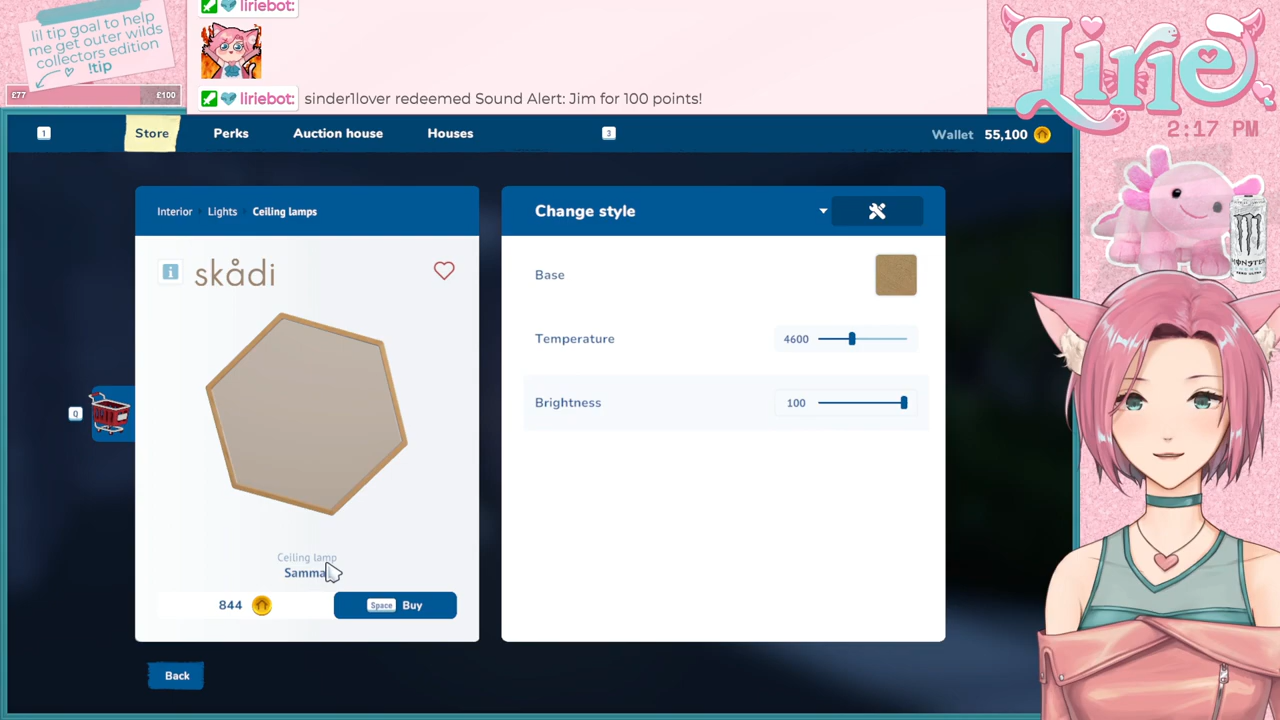 lil tip goal to help
me get outer wilds
collectors edition
!tip
£77
£100
liriebot:
liriebot: sinder1lover redeemed Sound Alert: Jim for 100 points!
Lirie
2:17 PM
1
Store
Perks
Auction house
Houses
3
Wallet 55,100
Interior
Lights
Ceiling lamps
Change style
i
skådi
Base
Temperature
4600
Brightness
100
Q
Ceiling lamp
Samma
844
Space Buy
Back
MONSTER